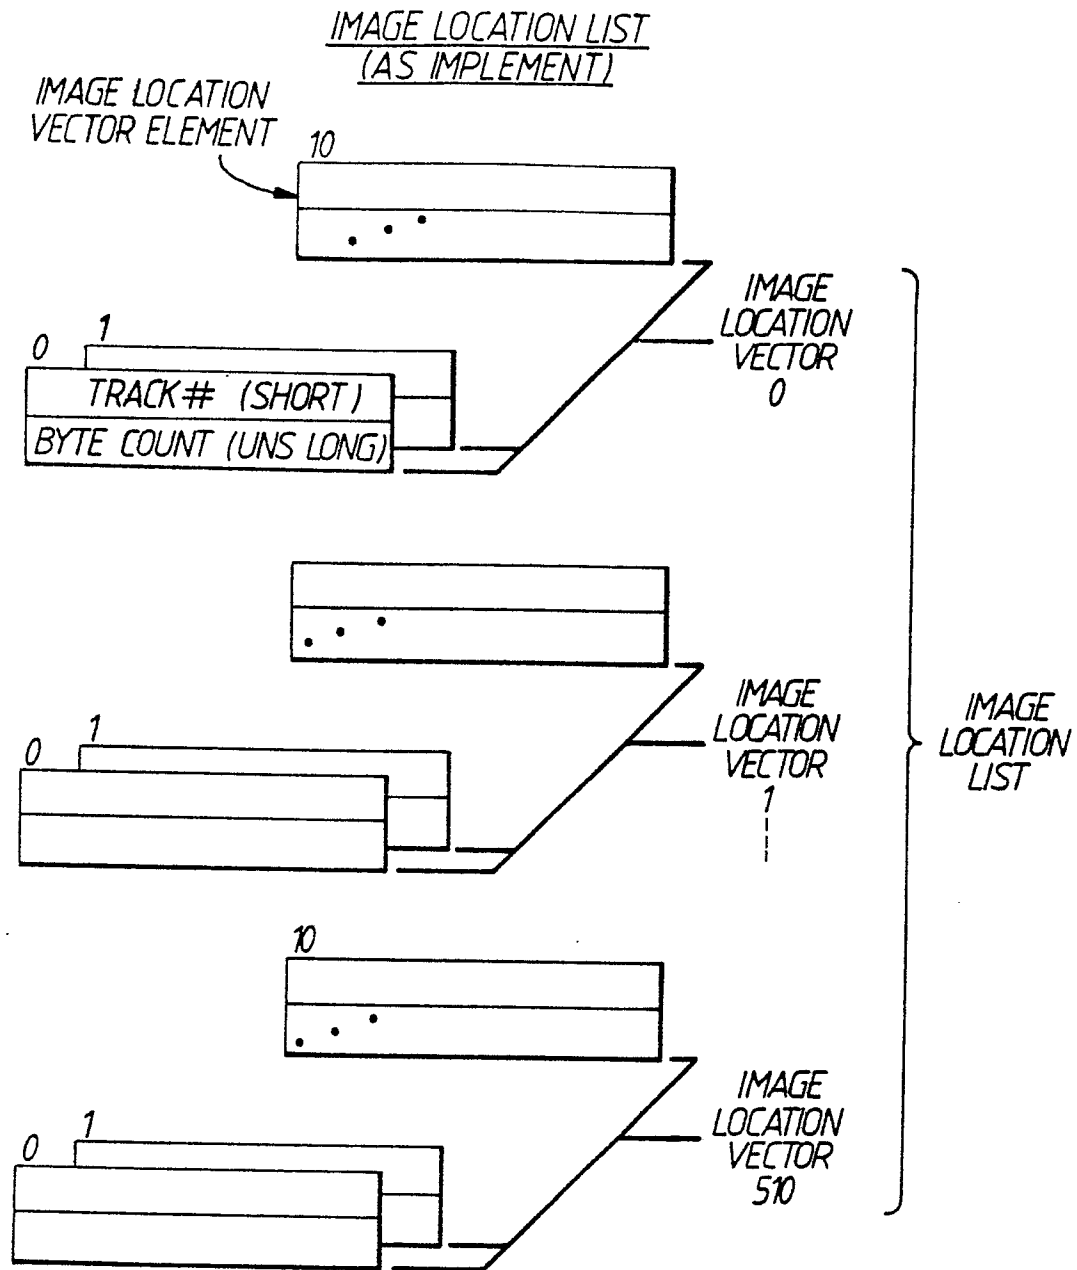 IMAGE LOCATION LIST
(AS IMPLEMENT)
IMAGE LOCATION
VECTOR ELEMENT
10
0
1
TRACK# (SHORT)
BYTE COUNT (UNS LONG)
IMAGE
LOCATION
VECTOR
0
0
1
IMAGE
LOCATION
VECTOR
1
IMAGE
LOCATION
LIST
10
0
1
IMAGE
LOCATION
VECTOR
510